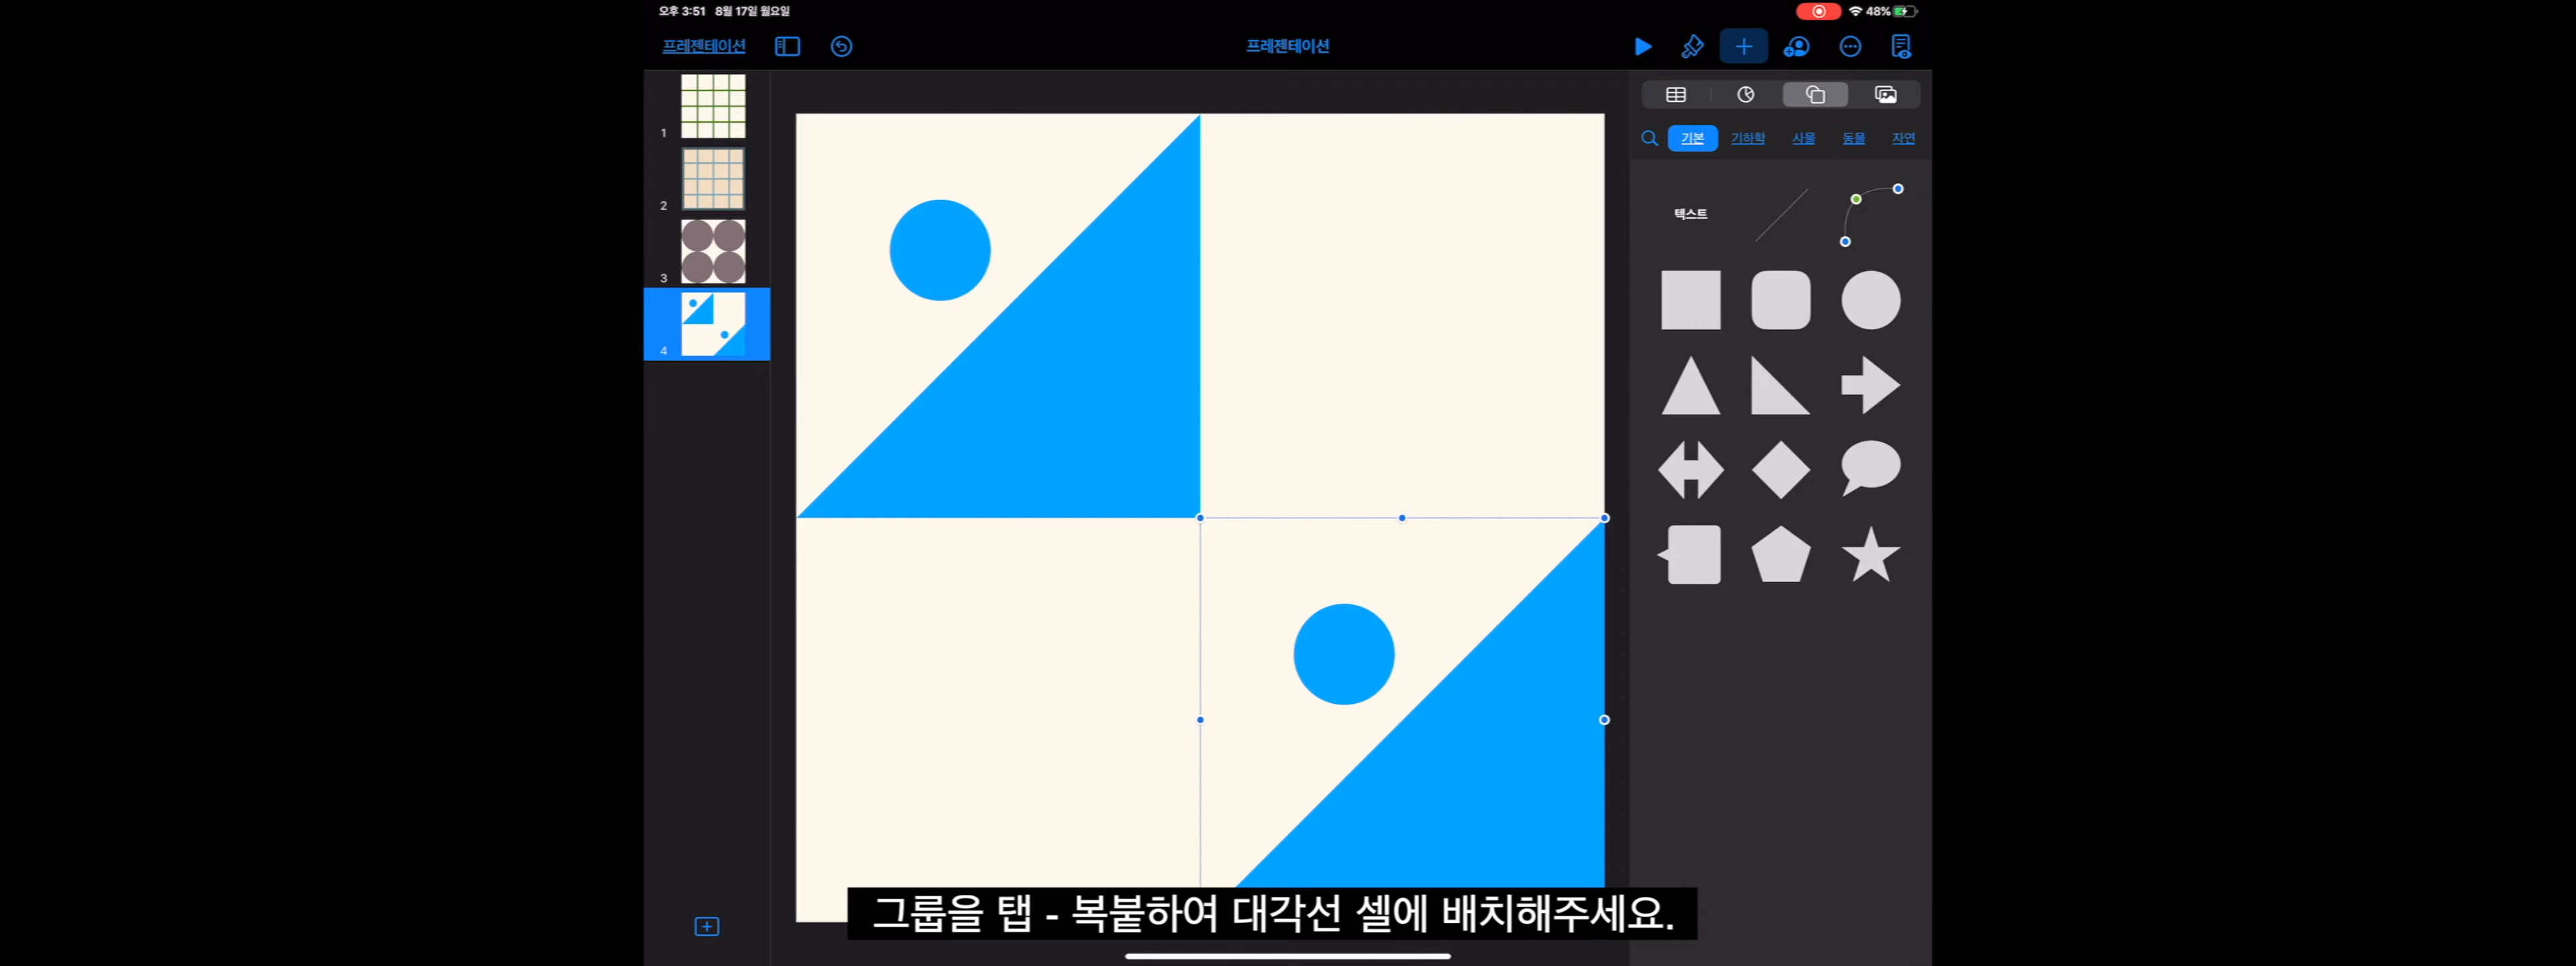 오후 3:51 8월 17일 월요일
48%
프레젠테이션
프레젠테이션
기본 기하학 사물 동물 자연
텍스트
1
2
3
4
그룹을 탭 - 복붙하여 대각선 셀에 배치해주세요.